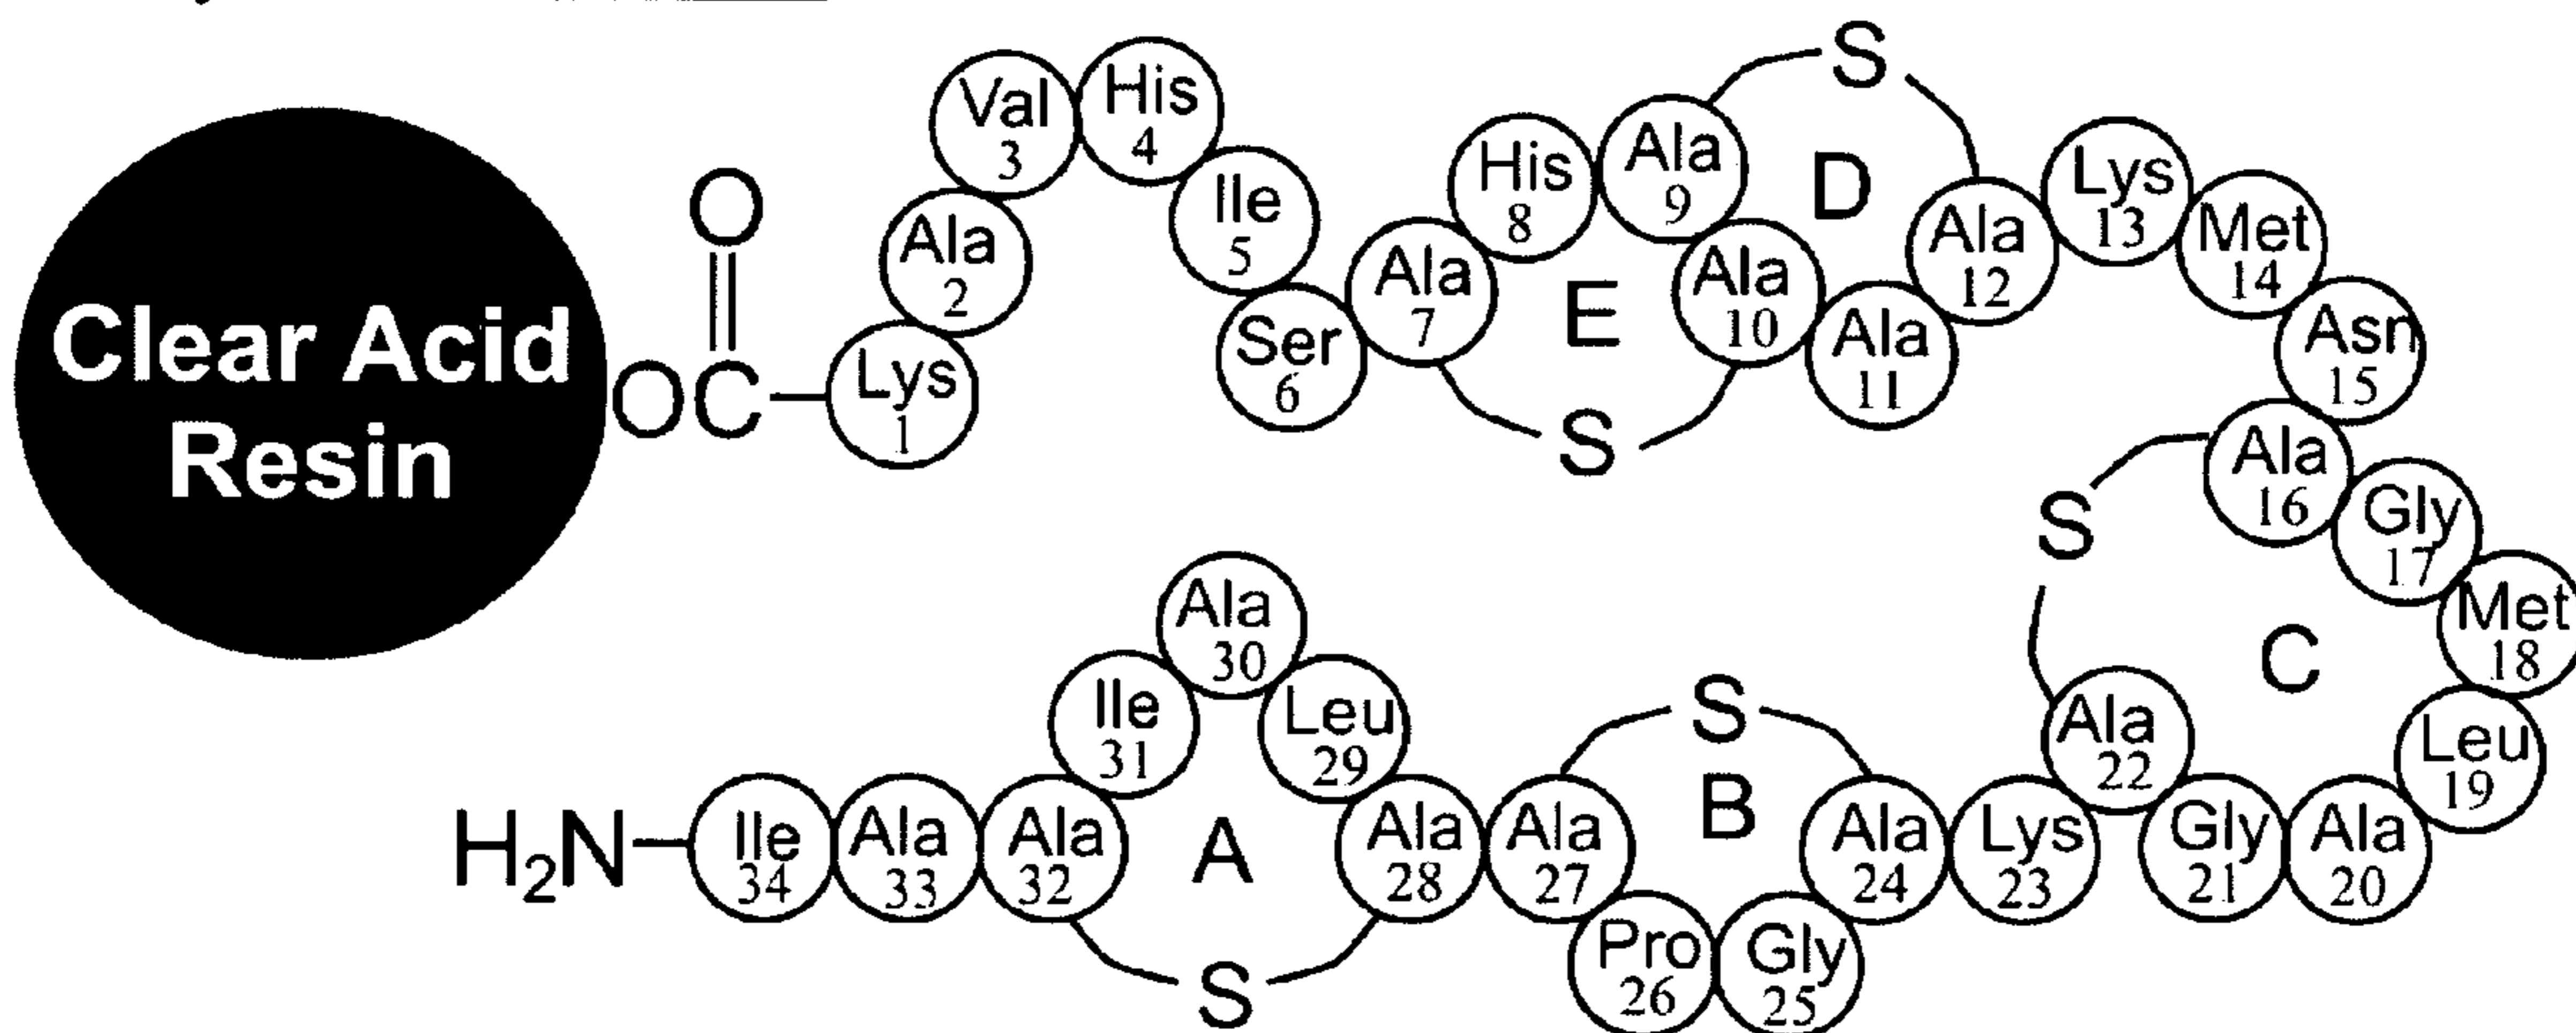 Clear Acid
Resin
O
OC
Lys
1
Ala
2
Val
3
His
4
Ile
5
Ser
6
Ala
7
His
8
Ala
9
Ala
10
Ala
11
Ala
12
S
D
E
S
Lys
13
Met
14
Asn
15
Ala
16
Gly
17
Met
18
Leu
19
Ala
20
Gly
21
Ala
22
S
C
Lys
23
Ala
24
Gly
25
Pro
26
Ala
27
S
B
Ala
28
Leu
29
Ala
30
Ile
31
Ala
32
A
S
Ala
33
Ile
34
H2N